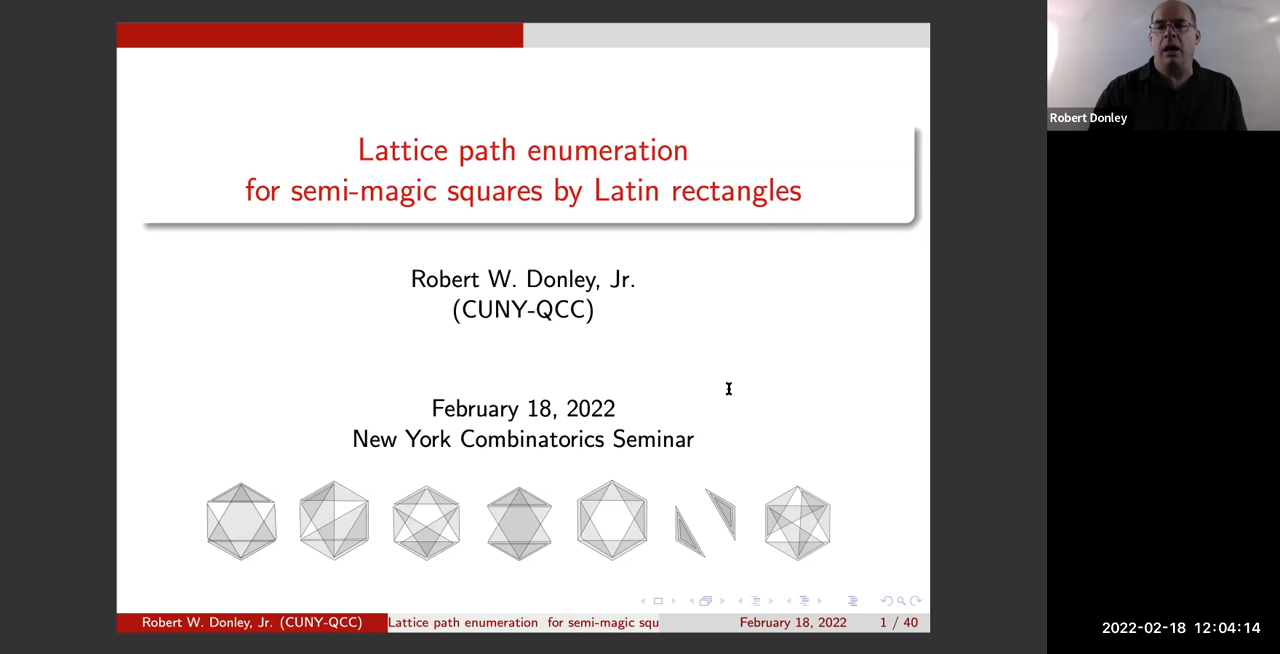 Lattice path enumeration
for semi-magic squares by Latin rectangles
Robert W. Donley, Jr.
(CUNY-QCC)
February 18, 2022
New York Combinatorics Seminar
Robert W. Donley, Jr. (CUNY-QCC)
Lattice path enumeration for semi-magic squ
February 18, 2022
1 / 40
Robert Donley
2022-02-18 12:04:14